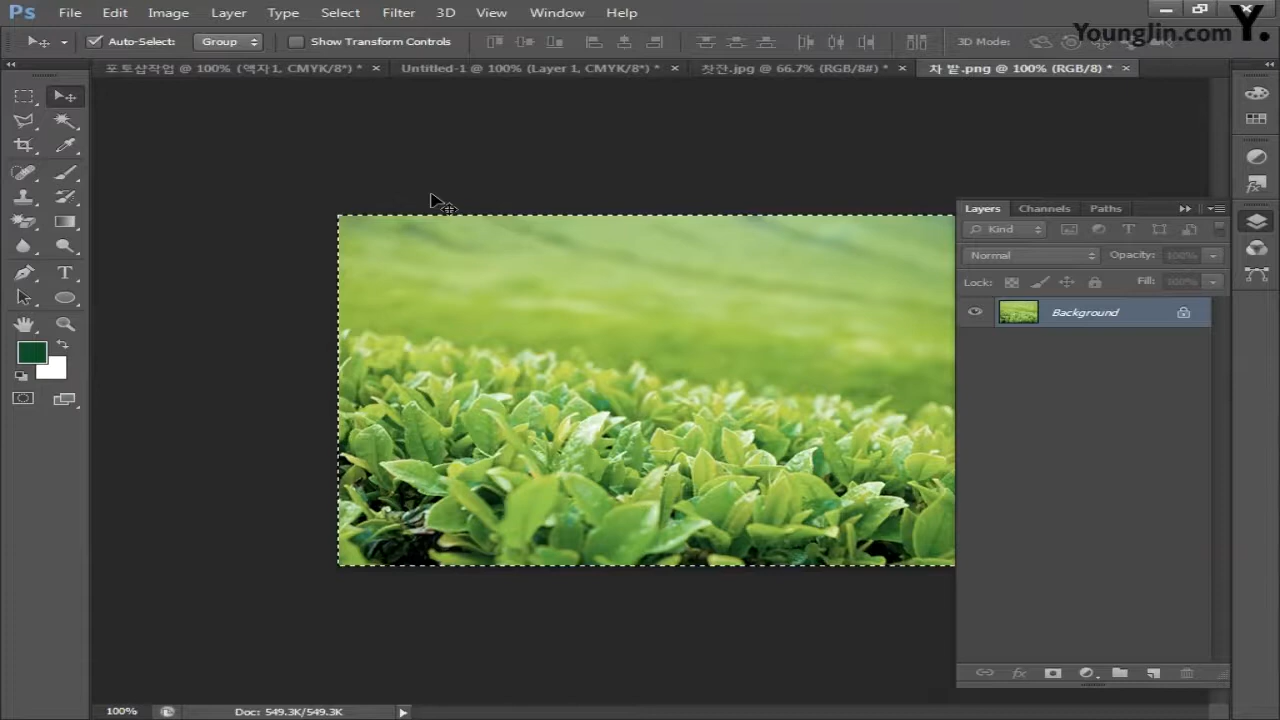 Ps File Edit Image Layer Type Select Filter 3D View Window Help
YoungJin.com Y.
Auto-Select: Group Show Transform Controls 3D Mode:
포토샵작업 @ 100% (액자1, CMYK/8*) * × Untitled-1 @ 100% (Layer 1, CMYK/8*) * × 찻잔.jpg @ 66.7% (RGB/8#) * × 차 밭.png @ 100% (RGB/8) * ×
Layers Channels Paths
Kind
Normal Opacity: 100%
Lock: Fill: 100%
Background
100% Doc: 549.3K/549.3K